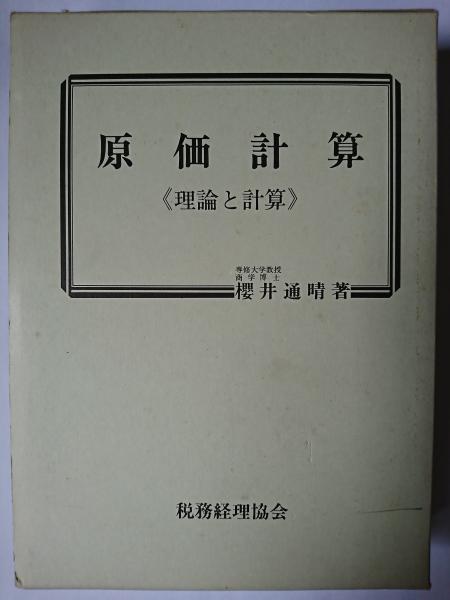 原価計算
《理論と計算》
専修大学教授
商学博士
櫻井通晴著
税務経理協会